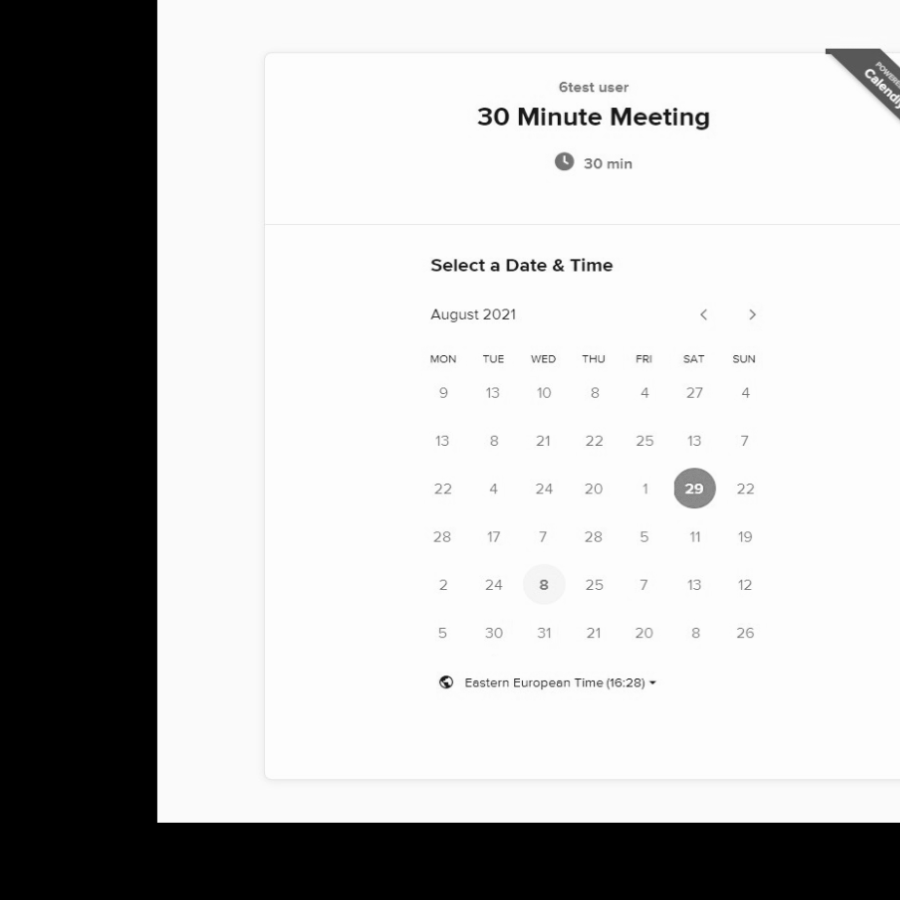 POWERED
Calendly
6test user
30 Minute Meeting
30 min
Select a Date & Time
August 2021
MON TUE WED THU FRI SAT SUN
9 13 10 8 4 27 4
13 8 21 22 25 13 7
22 4 24 20 1 29 22
28 17 7 28 5 11 19
2 24 8 25 7 13 12
5 30 31 21 20 8 26
Eastern European Time (16:28)